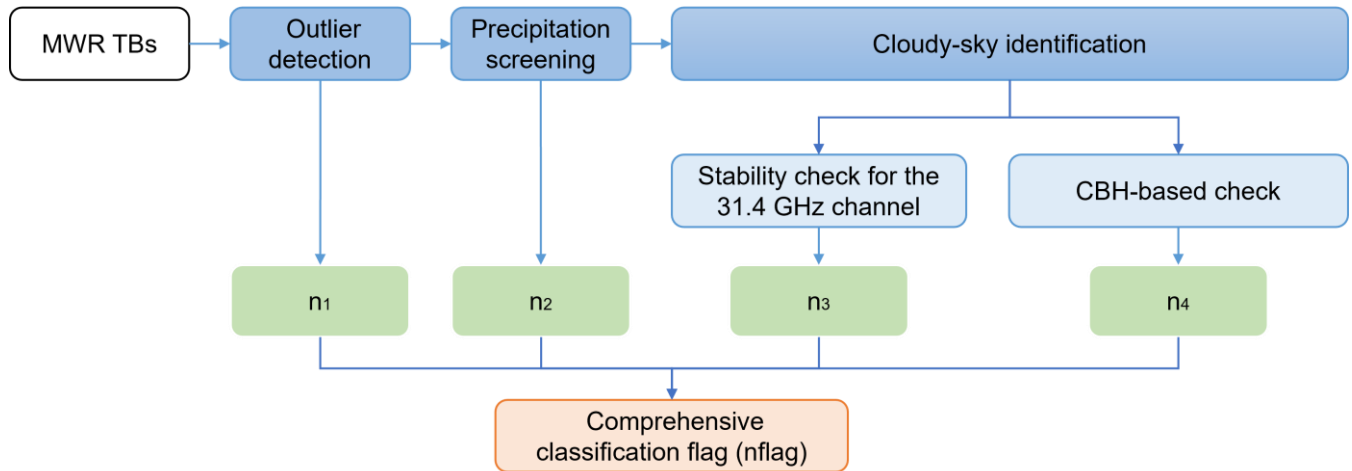 MWR TBs
Outlier
detection
Precipitation
screening
Cloudy-sky identification
Stability check for the
31.4 GHz channel
CBH-based check
n1
n2
n3
n4
Comprehensive
classification flag (nflag)